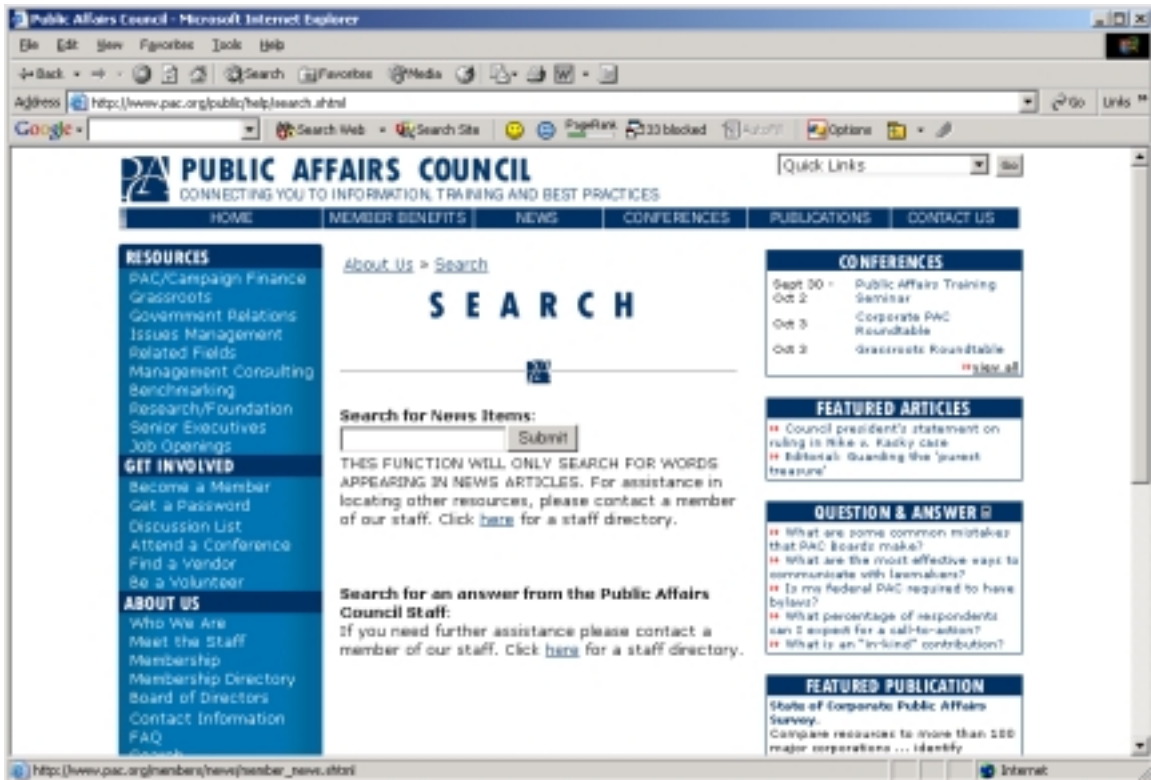 Public Affairs Council - Microsoft Internet Explorer
File Edit View Favorites Tools Help
Back Search Favorites Media
Address http://www.pac.org/public/help/search.shtml Go Links
Google Search Web Search Site PageRank 33 blocked AutoFill Options
PUBLIC AFFAIRS COUNCIL
CONNECTING YOU TO INFORMATION, TRAINING AND BEST PRACTICES
Quick Links Go
HOME MEMBER BENEFITS NEWS CONFERENCES PUBLICATIONS CONTACT US
RESOURCES
PAC/Campaign Finance
Grassroots
Government Relations
Issues Management
Related Fields
Management Consulting
Benchmarking
Research/Foundation
Senior Executives
Job Openings
GET INVOLVED
Become a Member
Get a Password
Discussion List
Attend a Conference
Find a Vendor
Be a Volunteer
ABOUT US
Who We Are
Meet the Staff
Membership
Membership Directory
Board of Directors
Contact Information
FAQ
Search
About Us » Search
SEARCH
Search for News Items:
Submit
THIS FUNCTION WILL ONLY SEARCH FOR WORDS
APPEARING IN NEWS ARTICLES. For assistance in
locating other resources, please contact a member
of our staff. Click here for a staff directory.
Search for an answer from the Public Affairs
Council Staff:
If you need further assistance please contact a
member of our staff. Click here for a staff directory.
CONFERENCES
Sept 30 - Public Affairs Training
Oct 2 Seminar
Oct 3 Corporate PAC
Roundtable
Oct 3 Grassroots Roundtable
view all
FEATURED ARTICLES
Council president's statement on
ruling in Nike v. Kasky case
Editorial: Guarding the 'purest
treasure'
QUESTION & ANSWER
What are some common mistakes
that PAC Boards make?
What are the most effective ways to
communicate with lawmakers?
Is my federal PAC required to have
bylaws?
What percentage of respondents
can I expect for a call-to-action?
What is an "in-kind" contribution?
FEATURED PUBLICATION
State of Corporate Public Affairs
Survey.
Compare resources to more than 100
major corporations ... identify
http://www.pac.org/members/news/member_news.shtml Internet